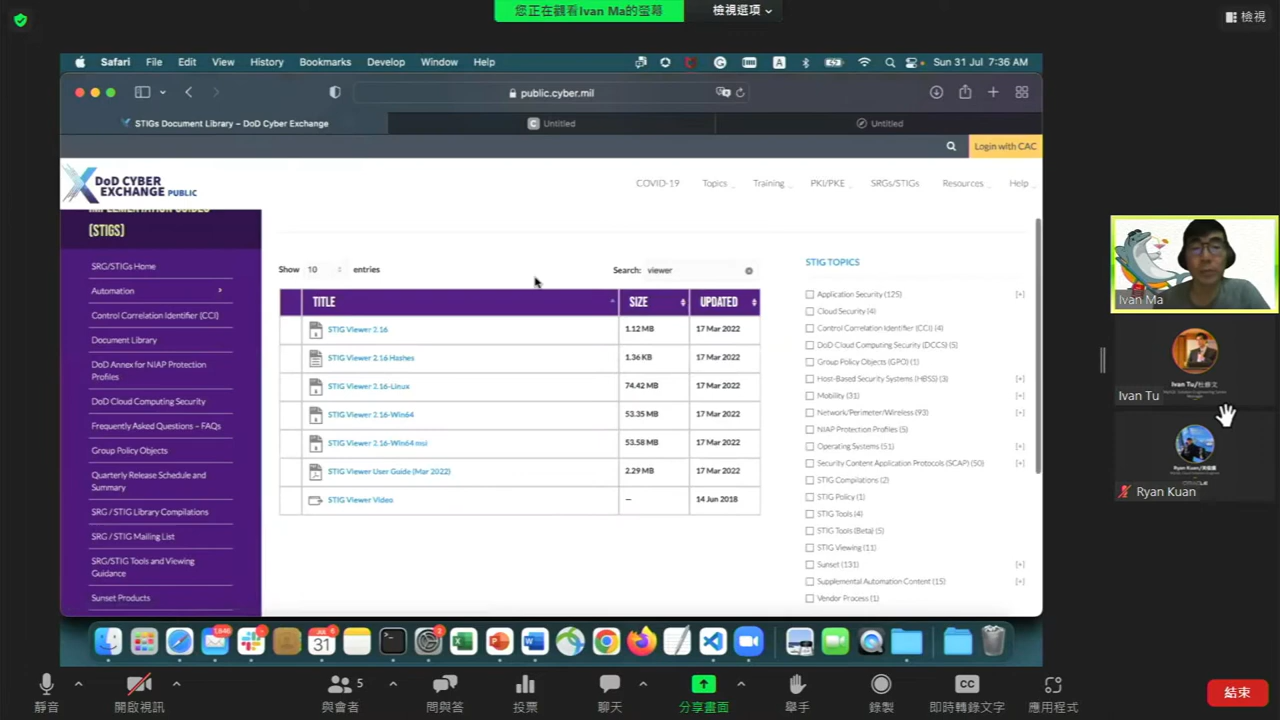 您正在觀看Ivan Ma的螢幕
檢視選項
檢視
Safari File Edit View History Bookmarks Develop Window Help
Sun 31 Jul 7:36 AM
public.cyber.mil
STIGs Document Library – DoD Cyber Exchange
Untitled
Untitled
Login with CAC
DoD CYBER EXCHANGE PUBLIC
COVID-19 Topics Training PKI/PKE SRGs/STIGs Resources Help
(STIGS)
SRG/STIGs Home
Automation
Control Correlation Identifier (CCI)
Document Library
DoD Annex for NIAP Protection
Profiles
DoD Cloud Computing Security
Frequently Asked Questions – FAQs
Group Policy Objects
Quarterly Release Schedule and
Summary
SRG / STIG Library Compilations
SRG / STIG Mailing List
SRG/STIG Tools and Viewing
Guidance
Sunset Products
Show 10 entries
Search: viewer
TITLE SIZE UPDATED
STIG Viewer 2.16 1.12 MB 17 Mar 2022
STIG Viewer 2.16 Hashes 1.36 KB 17 Mar 2022
STIG Viewer 2.16-Linux 74.42 MB 17 Mar 2022
STIG Viewer 2.16-Win64 53.35 MB 17 Mar 2022
STIG Viewer 2.16-Win64 msi 53.58 MB 17 Mar 2022
STIG Viewer User Guide (Mar 2022) 2.29 MB 17 Mar 2022
STIG Viewer Video – 14 Jun 2018
STIG TOPICS
Application Security (125) [+]
Cloud Security (4)
Control Correlation Identifier (CCI) (4)
DoD Cloud Computing Security (DCCS) (5)
Group Policy Objects (GPO) (1)
Host-Based Security Systems (HBSS) (3) [+]
Mobility (31) [+]
Network/Perimeter/Wireless (93) [+]
NIAP Protection Profiles (5)
Operating Systems (51) [+]
Security Content Application Protocols (SCAP) (50) [+]
STIG Compilations (2)
STIG Policy (1)
STIG Tools (4)
STIG Tools (Beta) (5)
STIG Viewing (11)
Sunset (131) [+]
Supplemental Automation Content (15) [+]
Vendor Process (1)
Ivan Ma
Ivan Tu
Ryan Kuan
靜音
開啟視訊
5
與會者
問與答
投票
聊天
分享畫面
舉手
錄製
CC
即時轉錄文字
應用程式
結束